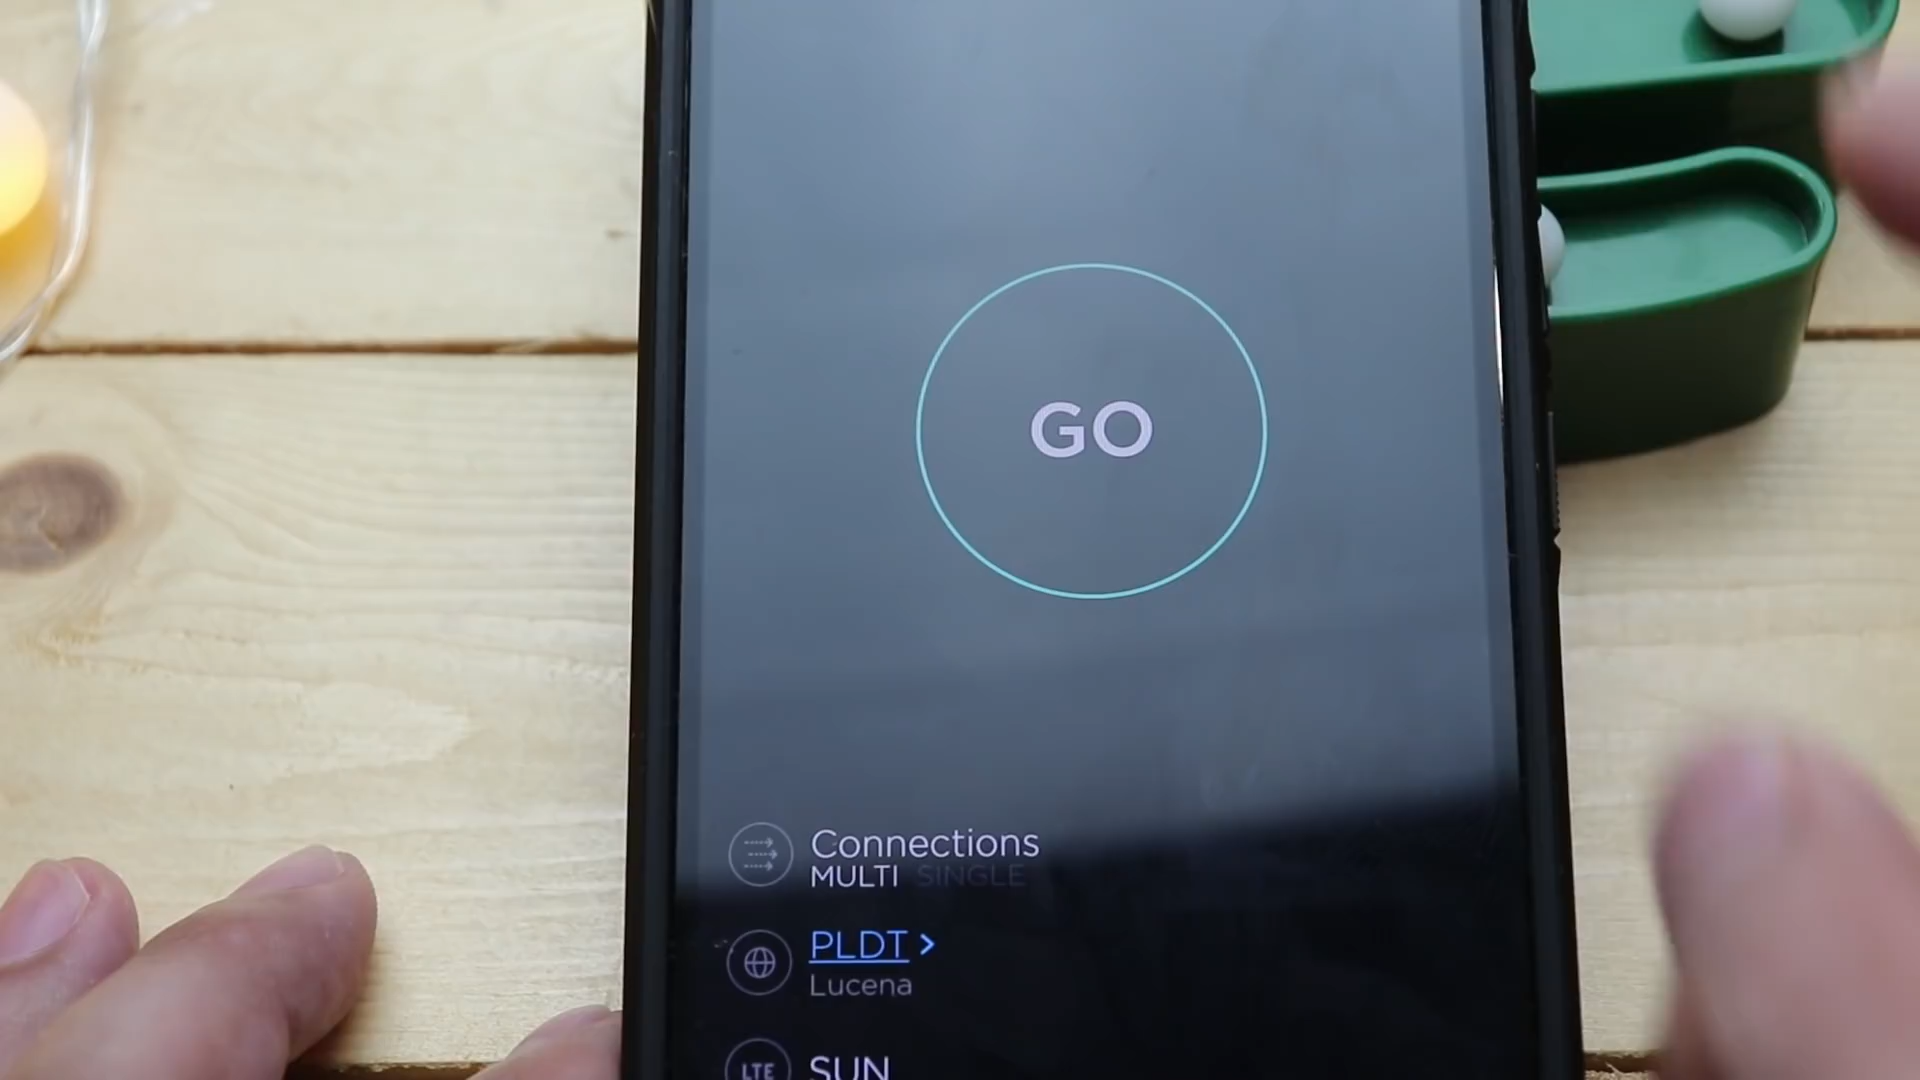 GO
Connections
MULTI SINGLE
PLDT >
Lucena
LTE SUN